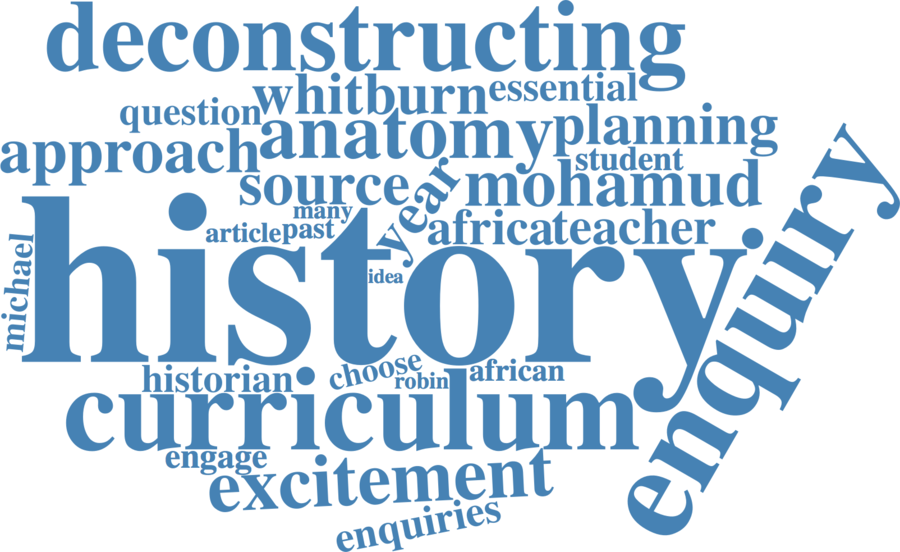 deconstructing
whitburn essential
question
anatomy planning
approach
student
source mohamud
year
many
article past
africa teacher
idea
michael
history
enquiry
choose
historian
robin african
curriculum
engage
excitement
enquiries